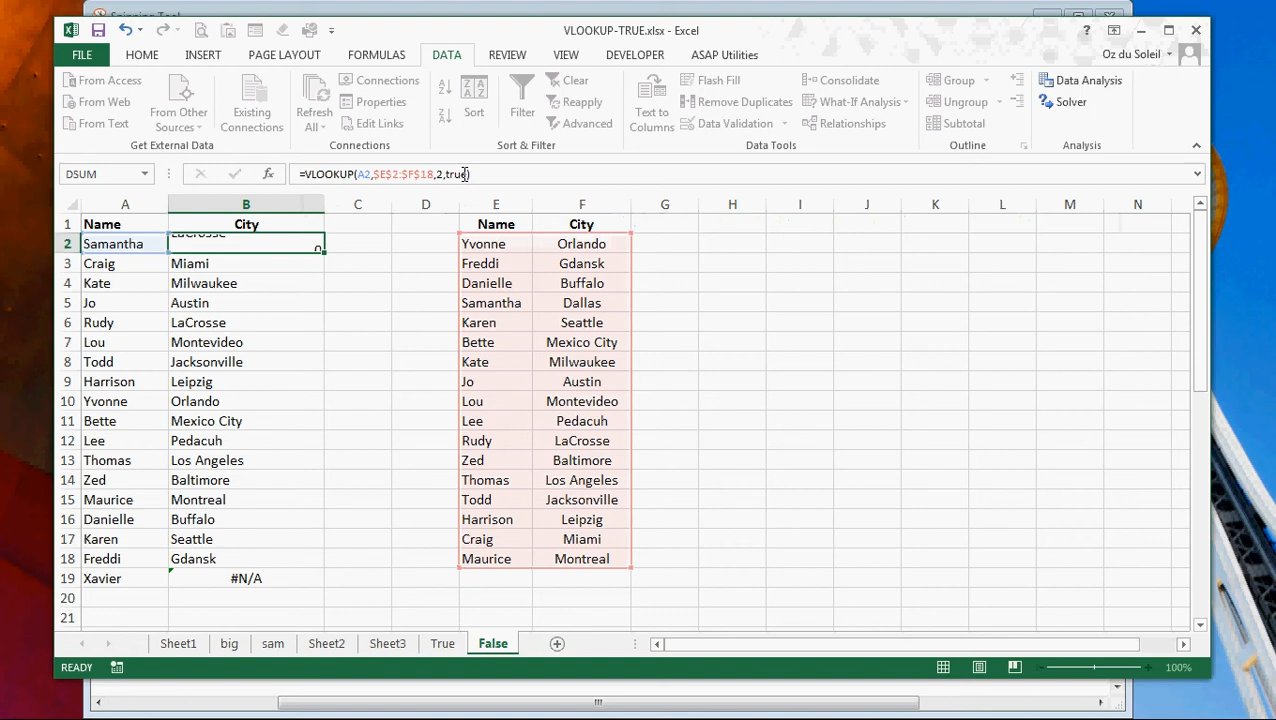 Spinning Tool
VLOOKUP-TRUE.xlsx - Excel
?
FILE HOME INSERT PAGE LAYOUT FORMULAS DATA REVIEW VIEW DEVELOPER ASAP Utilities Oz du Soleil
From Access
From Web
From Text
From Other Sources
Existing Connections
Get External Data
Refresh All
Connections
Properties
Edit Links
Connections
Sort
Filter
Clear
Reapply
Advanced
Sort & Filter
Text to Columns
Flash Fill
Remove Duplicates
Data Validation
Consolidate
What-If Analysis
Relationships
Data Tools
Group
Ungroup
Subtotal
Outline
Data Analysis
Solver
Analysis
DSUM fx =VLOOKUP(A2,$E$2:$F$18,2,true)
A B C D E F G H I J K L M N
1 Name City Name City
2 Samantha LaCrosse Yvonne Orlando
3 Craig Miami Freddi Gdansk
4 Kate Milwaukee Danielle Buffalo
5 Jo Austin Samantha Dallas
6 Rudy LaCrosse Karen Seattle
7 Lou Montevideo Bette Mexico City
8 Todd Jacksonville Kate Milwaukee
9 Harrison Leipzig Jo Austin
10 Yvonne Orlando Lou Montevideo
11 Bette Mexico City Lee Pedacuh
12 Lee Pedacuh Rudy LaCrosse
13 Thomas Los Angeles Zed Baltimore
14 Zed Baltimore Thomas Los Angeles
15 Maurice Montreal Todd Jacksonville
16 Danielle Buffalo Harrison Leipzig
17 Karen Seattle Craig Miami
18 Freddi Gdansk Maurice Montreal
19 Xavier #N/A
20
21
Sheet1 big sam Sheet2 Sheet3 True False
READY 100%